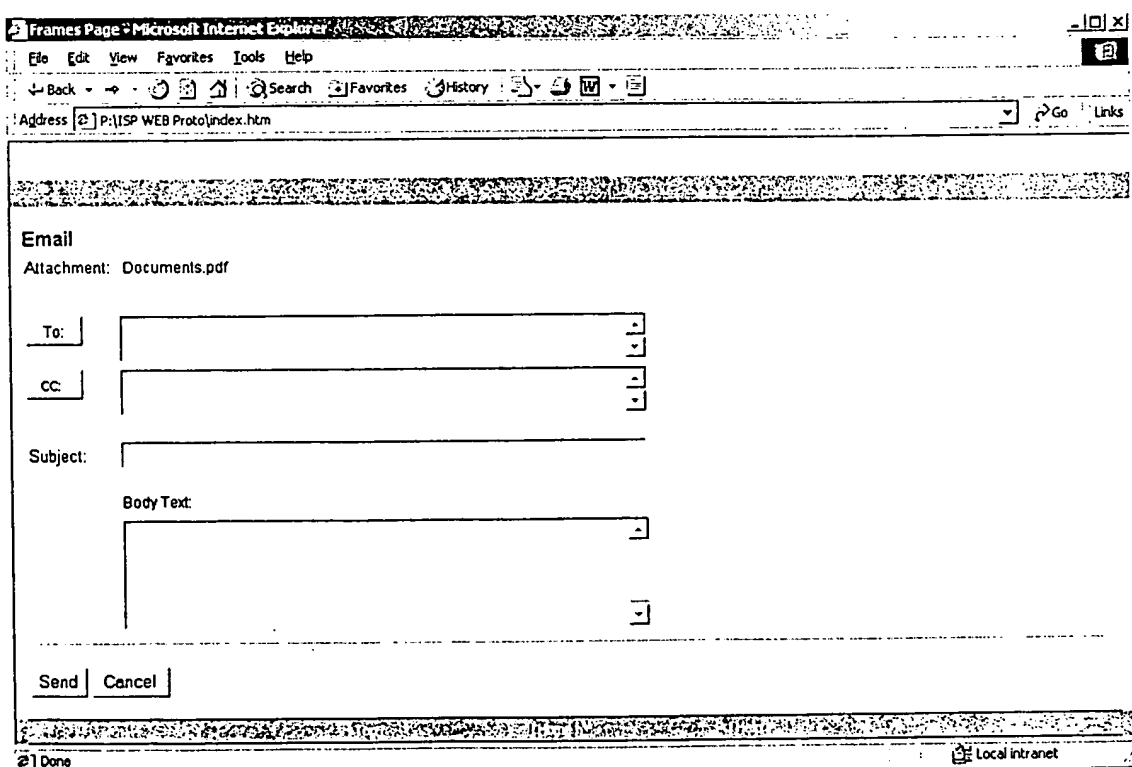 Frames Page - Microsoft Internet Explorer
File Edit View Favorites Tools Help
Back Search Favorites History
Address P:\ISP WEB Proto\index.htm Go Links
Email
Attachment: Documents.pdf
To:
CC:
Subject:
Body Text:
Send Cancel
Done Local intranet